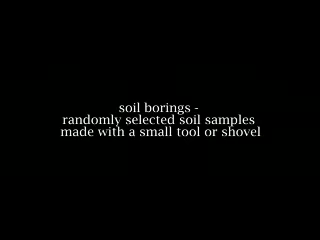 soil borings -
randomly selected soil samples
made with a small tool or shovel